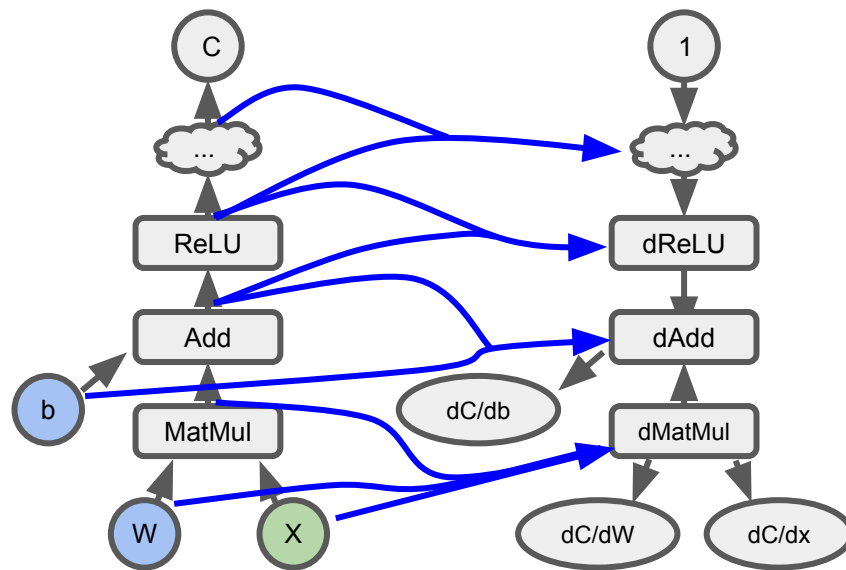 C
1
...
...
ReLU
dReLU
Add
dAdd
b
dC/db
MatMul
dMatMul
W
X
dC/dW
dC/dx